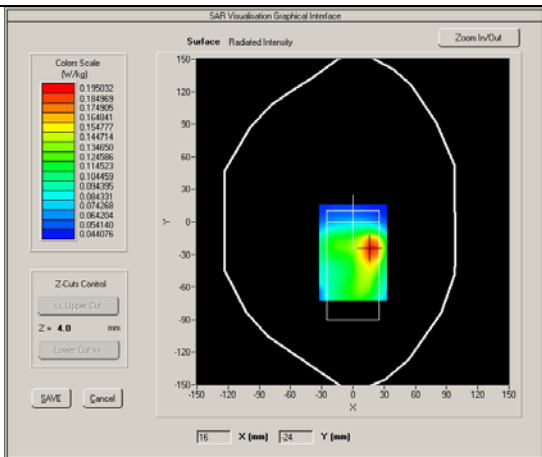 SAR Visualisation Graphical Interface
Surface Radiated Intensity
Zoom In/Out
Colors Scale
(W/kg)
0.195032
0.184969
0.174905
0.164841
0.154777
0.144714
0.134650
0.124586
0.114523
0.104459
0.094395
0.084331
0.074268
0.064204
0.054140
0.044076
Z-Cuts Control
<< Upper Cut
Z = 4.0 mm
Lower Cut >>
SAVE Cancel
Y
150-
120-
90-
60-
30-
0-
-30-
-60-
-90-
-120-
-150-
-150 -120 -90 -60 -30 0 30 60 90 120 150
X
16 X (mm) -24 Y (mm)